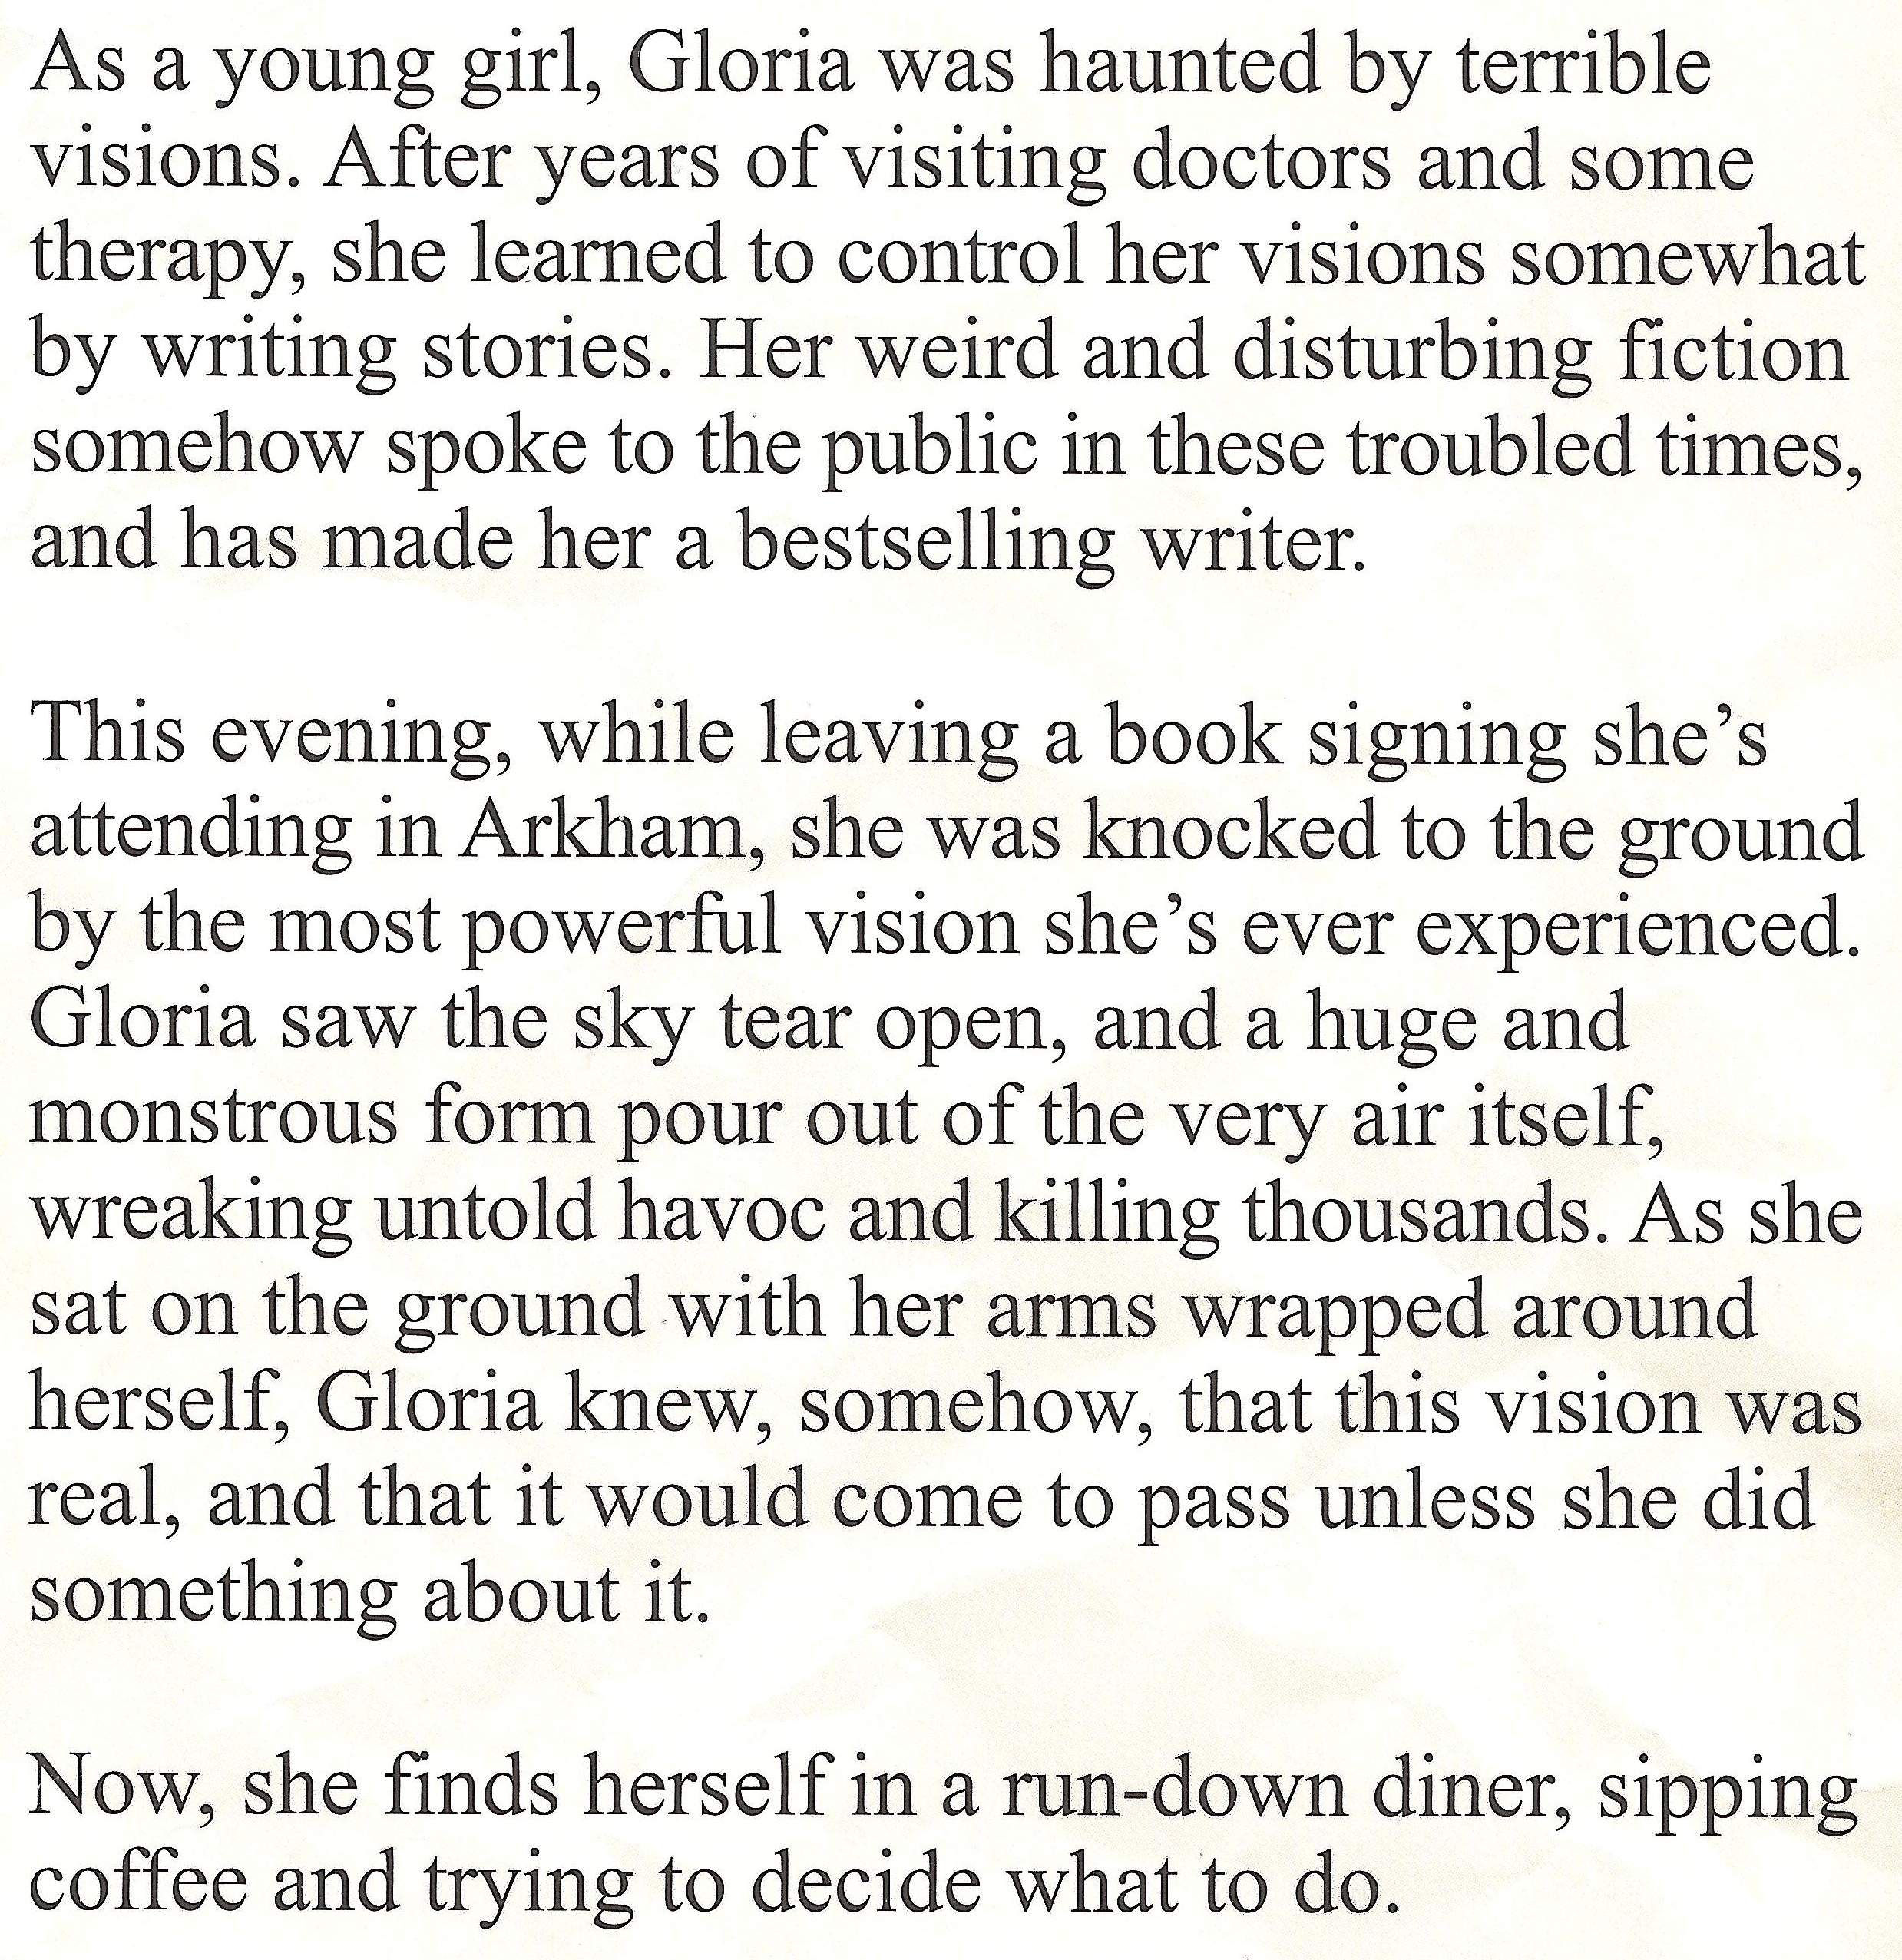 As a young girl, Gloria was haunted by terrible
visions. After years of visiting doctors and some
therapy, she learned to control her visions somewhat
by writing stories. Her weird and disturbing fiction
somehow spoke to the public in these troubled times,
and has made her a bestselling writer.
This evening, while leaving a book signing she’s
attending in Arkham, she was knocked to the ground
by the most powerful vision she’s ever experienced.
Gloria saw the sky tear open, and a huge and
monstrous form pour out of the very air itself,
wreaking untold havoc and killing thousands. As she
sat on the ground with her arms wrapped around
herself, Gloria knew, somehow, that this vision was
real, and that it would come to pass unless she did
something about it.
Now, she finds herself in a run-down diner, sipping
coffee and trying to decide what to do.